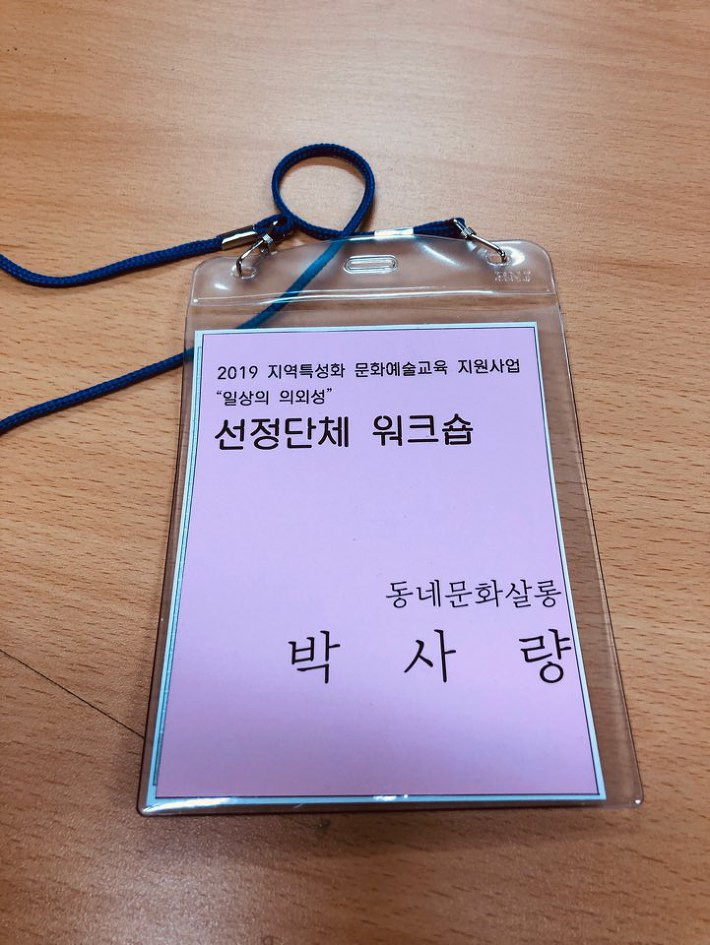 2019 지역특성화 문화예술교육 지원사업
“일상의 의외성”
선정단체 워크숍
동네문화살롱
박 사 량